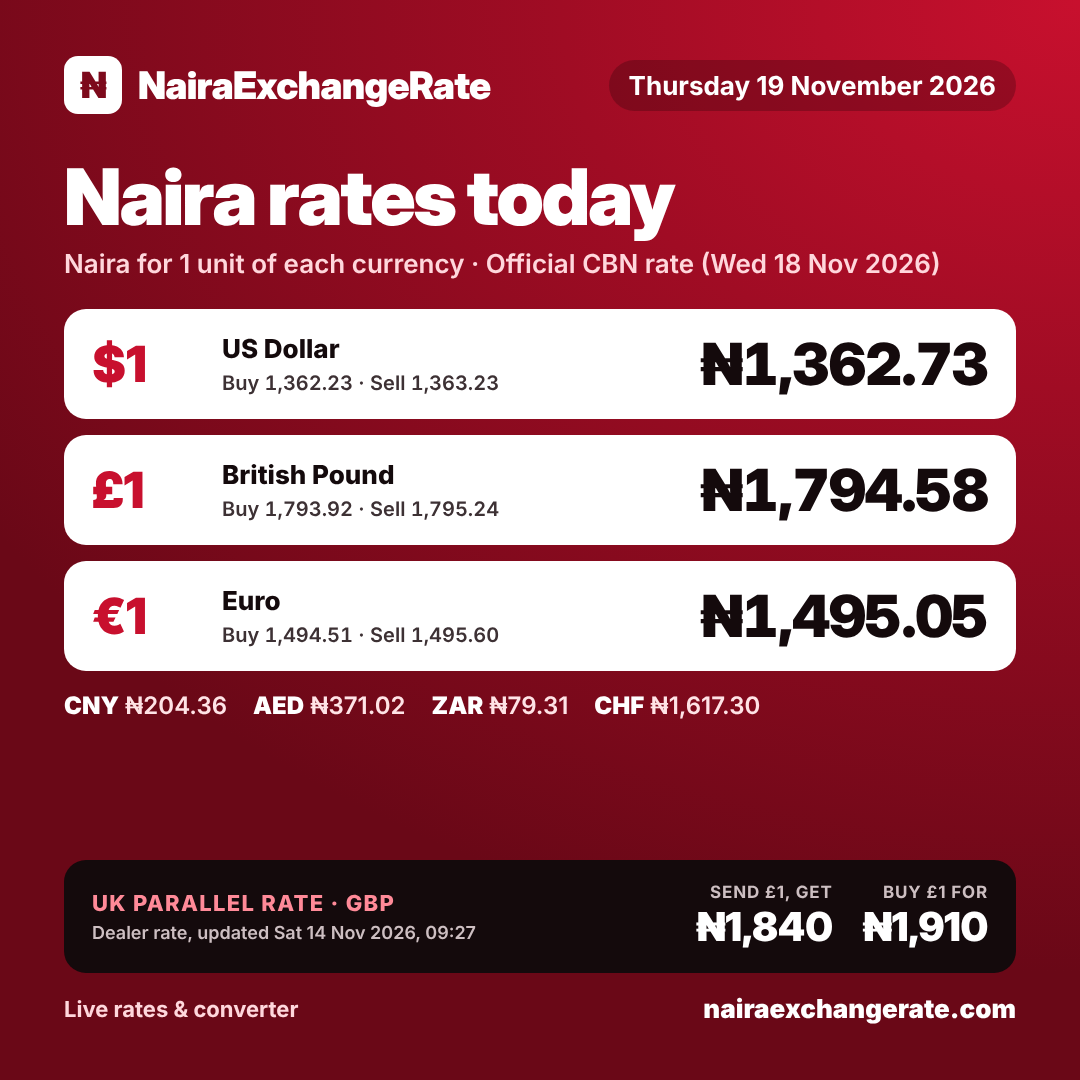 ₦ NairaExchangeRate
Thursday 19 November 2026
Naira rates today
Naira for 1 unit of each currency · Official CBN rate (Wed 18 Nov 2026)
$1
US Dollar
Buy 1,362.23 · Sell 1,363.23
₦1,362.73
£1
British Pound
Buy 1,793.92 · Sell 1,795.24
₦1,794.58
€1
Euro
Buy 1,494.51 · Sell 1,495.60
₦1,495.05
CNY ₦204.36 AED ₦371.02 ZAR ₦79.31 CHF ₦1,617.30
UK PARALLEL RATE · GBP
Dealer rate, updated Sat 14 Nov 2026, 09:27
SEND £1, GET
₦1,840
BUY £1 FOR
₦1,910
Live rates & converter
nairaexchangerate.com